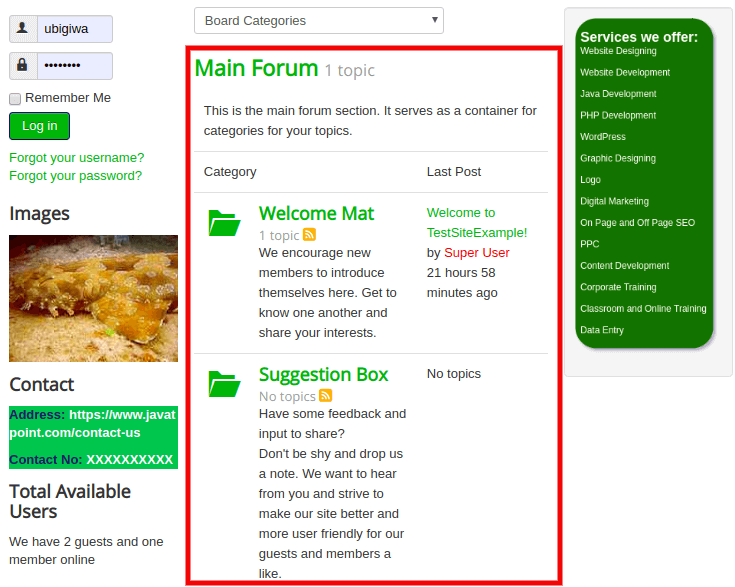 ubigiwa
••••••••
Remember Me
Log in
Forgot your username?
Forgot your password?
Images
Contact
Address: https://www.javat
point.com/contact-us
Contact No: XXXXXXXXXX
Total Available
Users
We have 2 guests and one
member online
Board Categories
Main Forum 1 topic
This is the main forum section. It serves as a container for
categories for your topics.
Category Last Post
Welcome Mat
1 topic
We encourage new
members to introduce
themselves here. Get to
know one another and
share your interests.
Welcome to
TestSiteExample!
by Super User
21 hours 58
minutes ago
Suggestion Box
No topics
Have some feedback and
input to share?
Don't be shy and drop us
a note. We want to hear
from you and strive to
make our site better and
more user friendly for our
guests and members a
like.
No topics
Services we offer:
Website Designing
Website Development
Java Development
PHP Development
WordPress
Graphic Designing
Logo
Digital Marketing
On Page and Off Page SEO
PPC
Content Development
Corporate Training
Classroom and Online Training
Data Entry